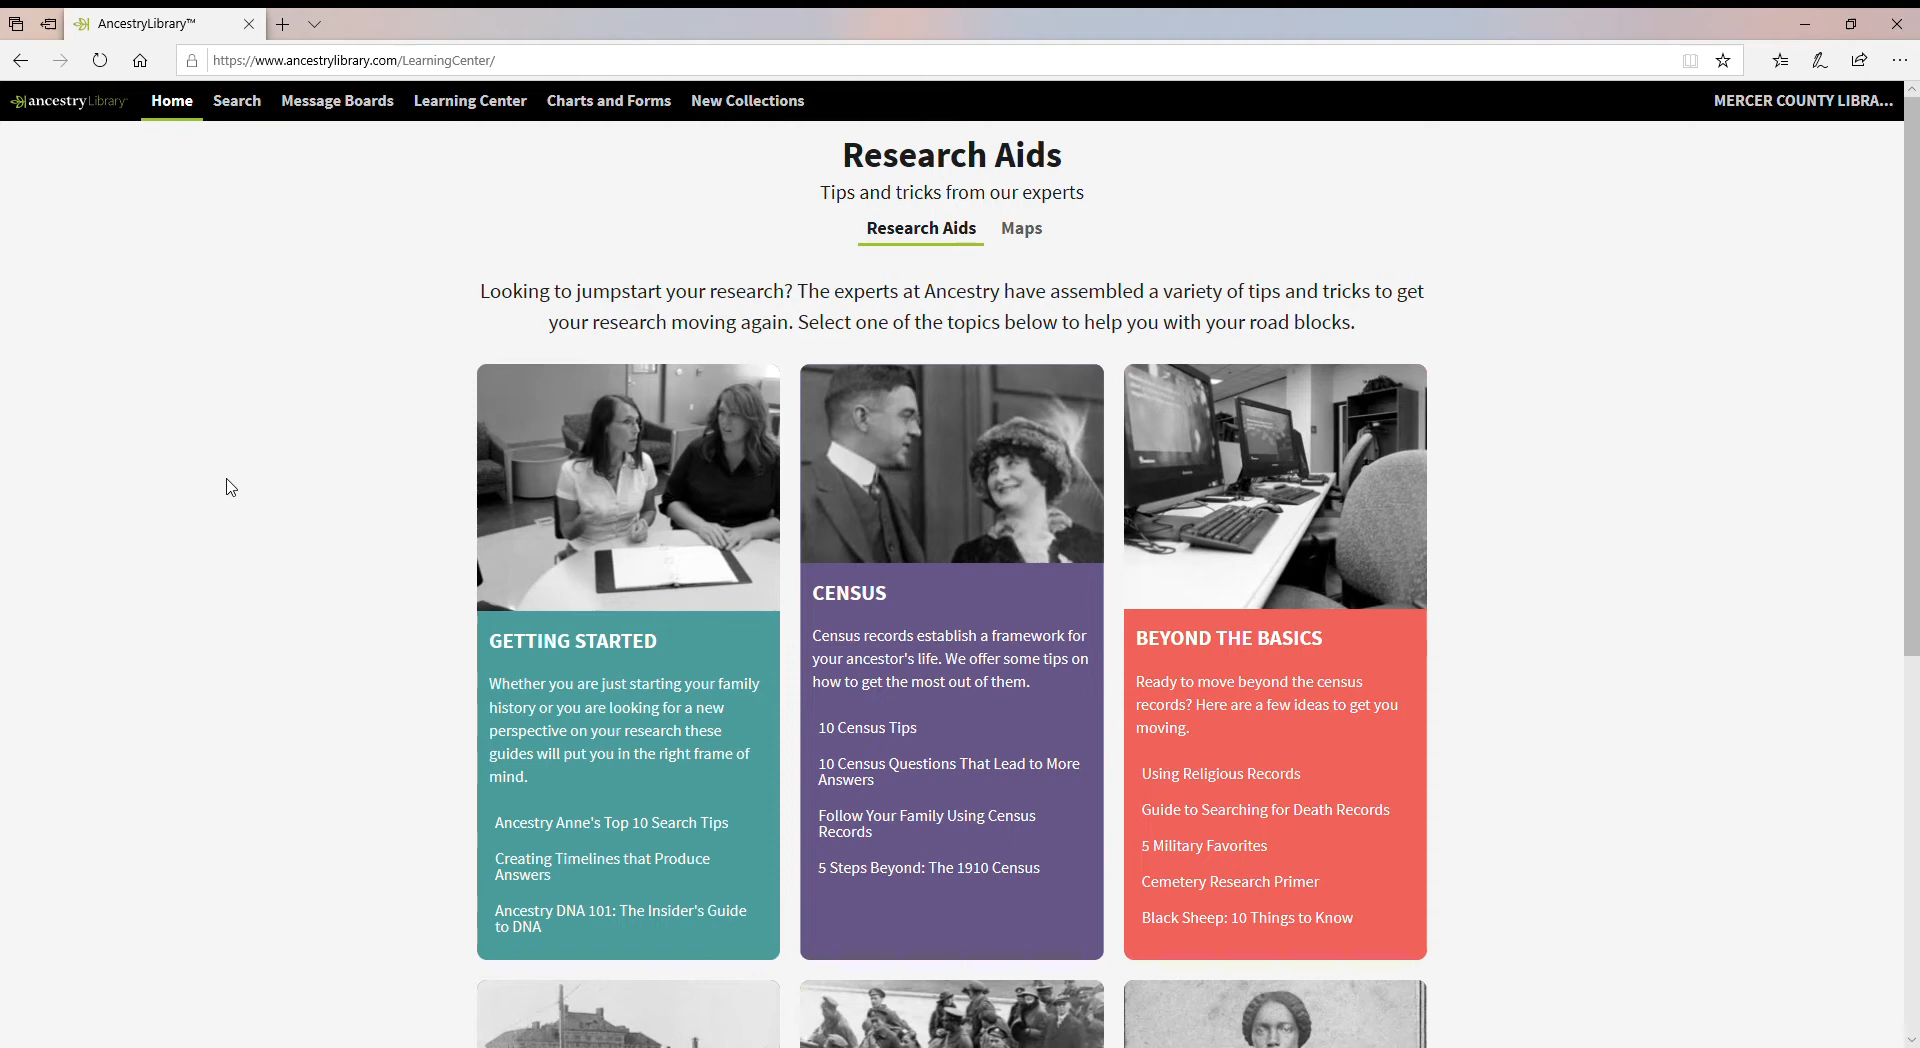 AncestryLibrary™
https://www.ancestrylibrary.com/LearningCenter/
ancestryLibrary
Home Search Message Boards Learning Center Charts and Forms New Collections
MERCER COUNTY LIBRA...
Research Aids
Tips and tricks from our experts
Research Aids Maps
Looking to jumpstart your research? The experts at Ancestry have assembled a variety of tips and tricks to get
your research moving again. Select one of the topics below to help you with your road blocks.
GETTING STARTED
Whether you are just starting your family
history or you are looking for a new
perspective on your research these
guides will put you in the right frame of
mind.
Ancestry Anne's Top 10 Search Tips
Creating Timelines that Produce
Answers
Ancestry DNA 101: The Insider's Guide
to DNA
CENSUS
Census records establish a framework for
your ancestor's life. We offer some tips on
how to get the most out of them.
10 Census Tips
10 Census Questions That Lead to More
Answers
Follow Your Family Using Census
Records
5 Steps Beyond: The 1910 Census
BEYOND THE BASICS
Ready to move beyond the census
records? Here are a few ideas to get you
moving.
Using Religious Records
Guide to Searching for Death Records
5 Military Favorites
Cemetery Research Primer
Black Sheep: 10 Things to Know